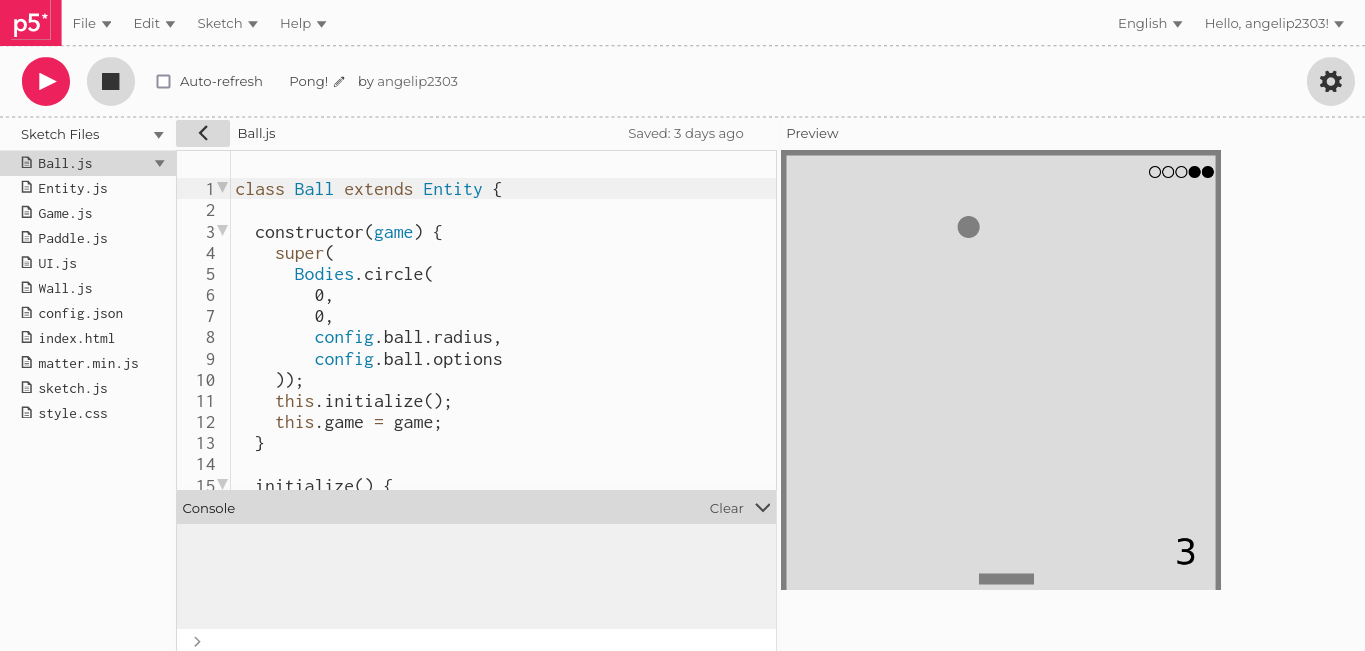 p5*
File Edit Sketch Help English Hello, angelip2303!
Auto-refresh Pong! by angelip2303
Sketch Files
Ball.js
Entity.js
Game.js
Paddle.js
UI.js
Wall.js
config.json
index.html
matter.min.js
sketch.js
style.css
Ball.js Saved: 3 days ago
1 class Ball extends Entity {
2
3 constructor(game) {
4 super(
5 Bodies.circle(
6 0,
7 0,
8 config.ball.radius,
9 config.ball.options
10 ));
11 this.initialize();
12 this.game = game;
13 }
14
15 initialize() {
Console Clear
>
Preview
3